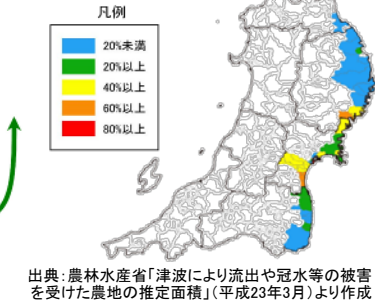 凡例
20%未満
20%以上
40%以上
60%以上
80%以上
出典：農林水産省「津波により流出や冠水等の被害
を受けた農地の推定面積」（平成23年3月）より作成